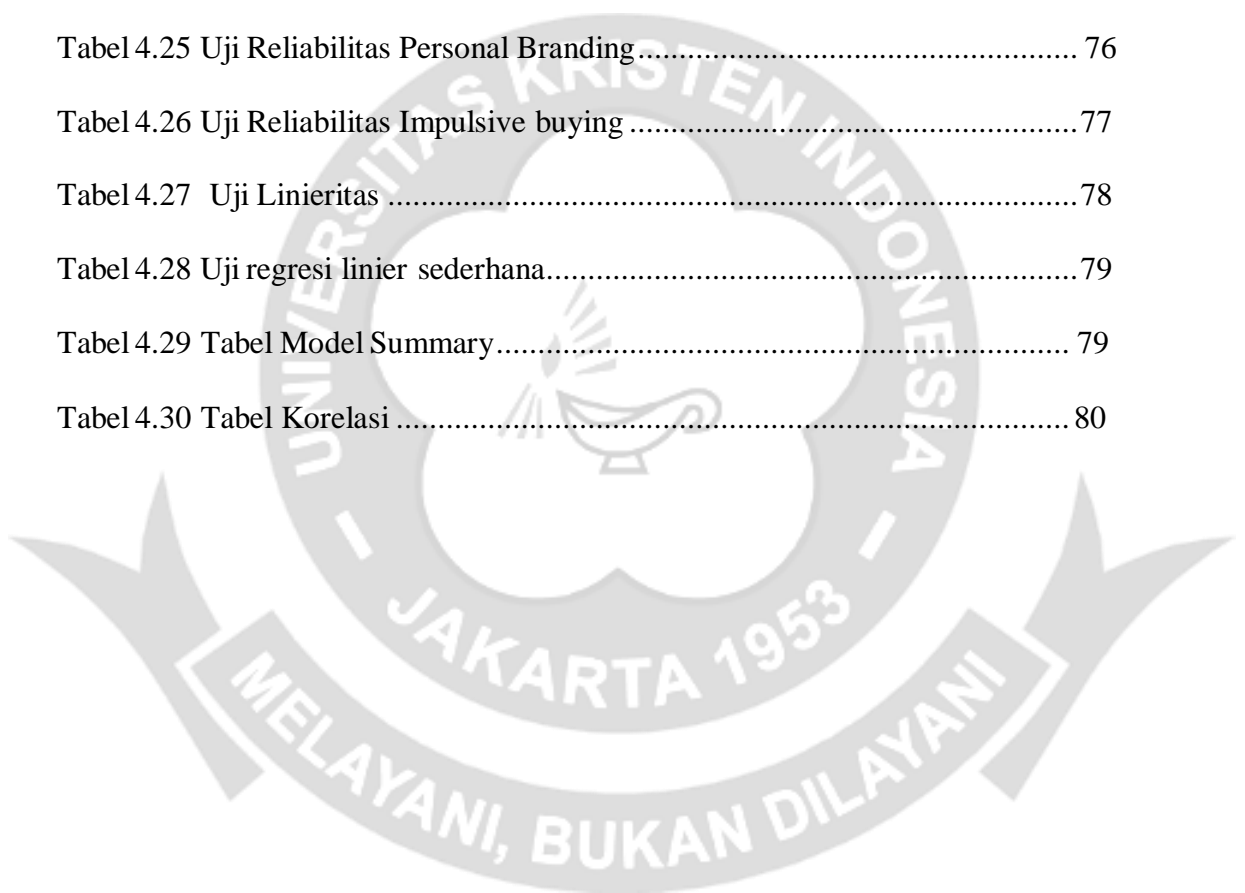 Tabel 4.25 Uji Reliabilitas Personal Branding........................................................ 76
Tabel 4.26 Uji Reliabilitas Impulsive buying ........................................................77
Tabel 4.27  Uji Linieritas ........................................................78
Tabel 4.28 Uji regresi linier sederhana........................................................79
Tabel 4.29 Tabel Model Summary........................................................ 79
Tabel 4.30 Tabel Korelasi ........................................................ 80
UNIVERSITAS KRISTEN INDONESIA
JAKARTA 1953
MELAYANI, BUKAN DILAYANI